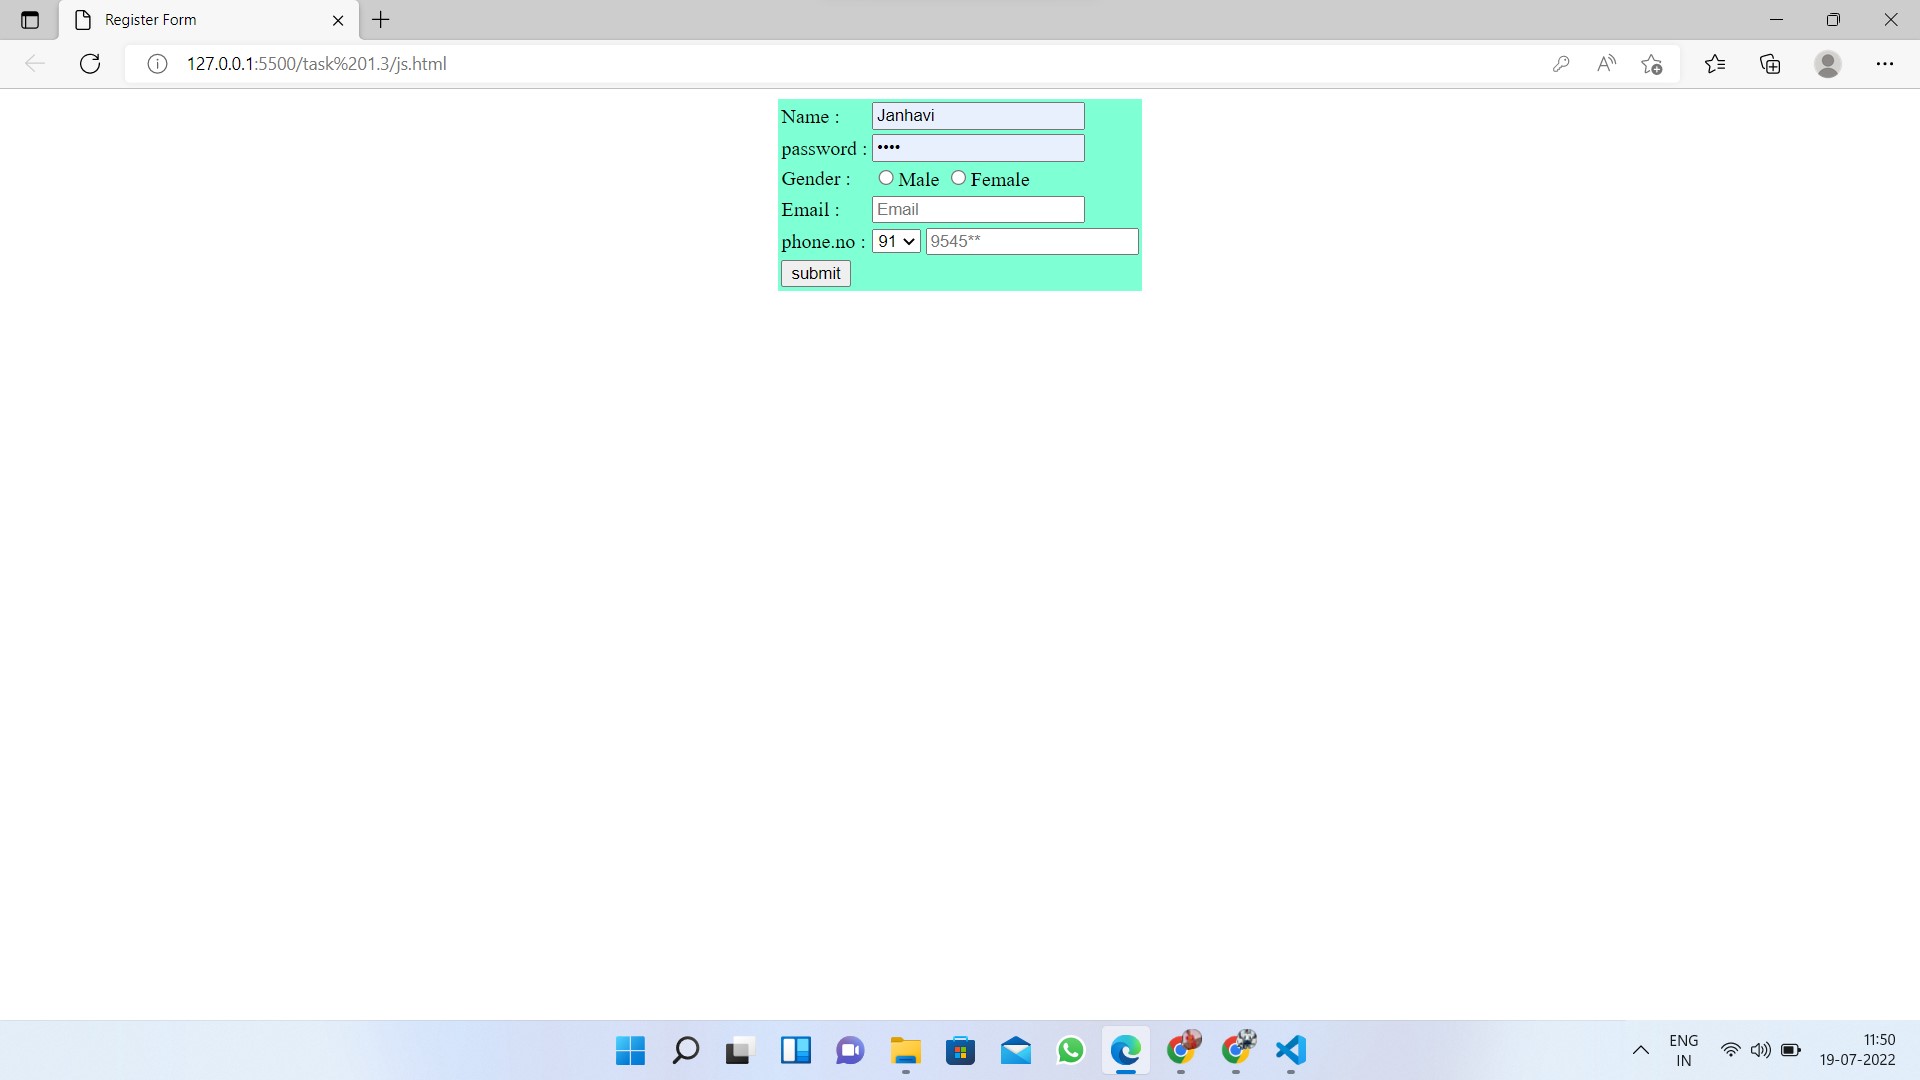 Register Form
127.0.0.1:5500/task%201.3/js.html
Name : Janhavi
password : ••••
Gender : Male Female
Email : Email
phone.no : 91 9545**
submit
ENG 11:50
IN 19-07-2022